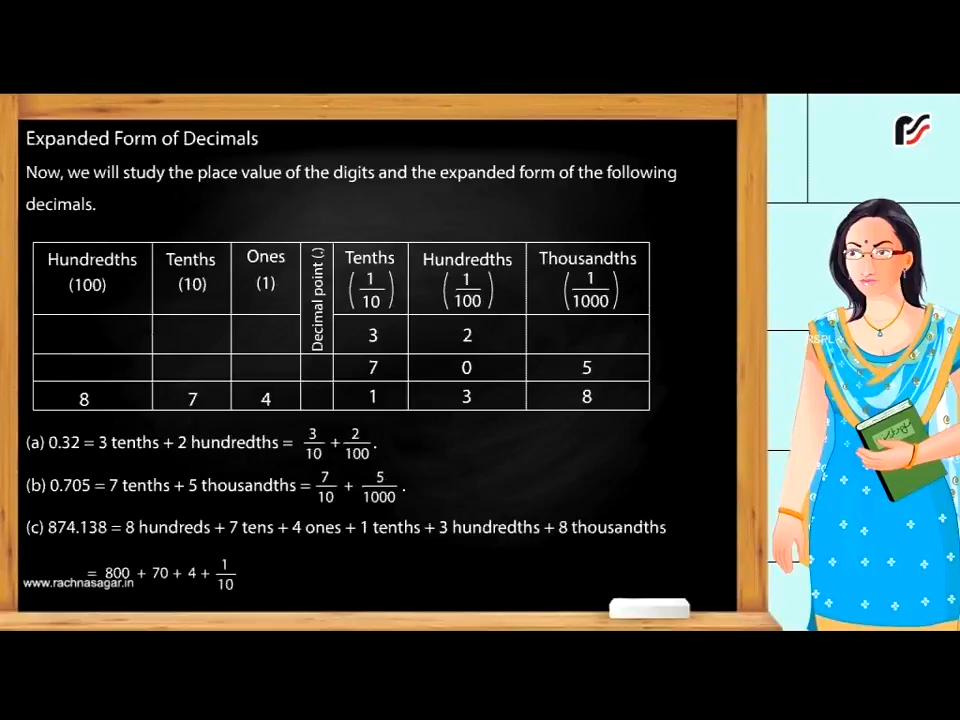 Expanded Form of Decimals
Now, we will study the place value of the digits and the expanded form of the following
decimals.
Hundredths (100) Tenths (10) Ones (1) Decimal point (.) Tenths (1/10) Hundredths (1/100) Thousandths (1/1000)
3 2
7 0 5
8 7 4 1 3 8
(a) 0.32 = 3 tenths + 2 hundredths = 3/10 + 2/100 .
(b) 0.705 = 7 tenths + 5 thousandths = 7/10 + 5/1000 .
(c) 874.138 = 8 hundreds + 7 tens + 4 ones + 1 tenths + 3 hundredths + 8 thousandths
= 800 + 70 + 4 + 1/10
www.rachnasagar.in